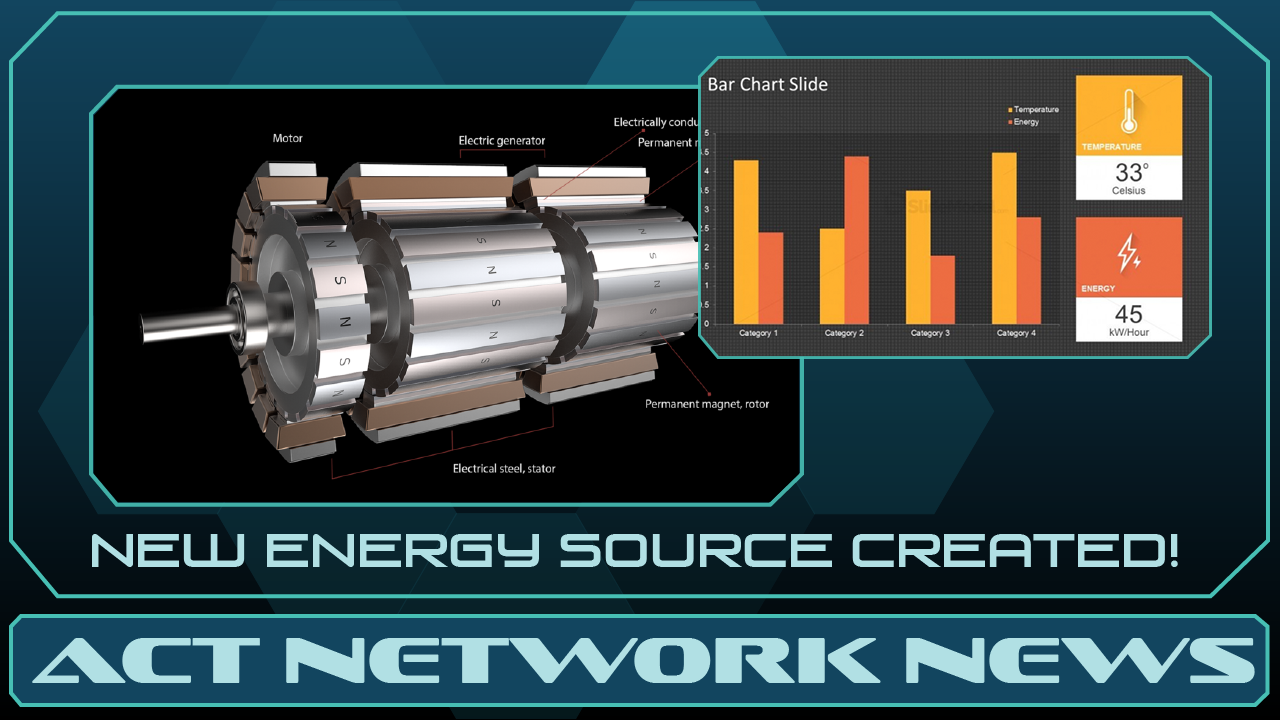 Motor
Electric generator
Electrically condu
Permanent
Permanent magnet, rotor
Electrical steel, stator
Bar Chart Slide
Temperature
Energy
5
4
3
2
1
0
Category 1
Category 2
Category 3
Category 4
TEMPERATURE
33°
Celsius
ENERGY
45
kW/Hour
NEW ENERGY SOURCE CREATED!
ACT NETWORK NEWS